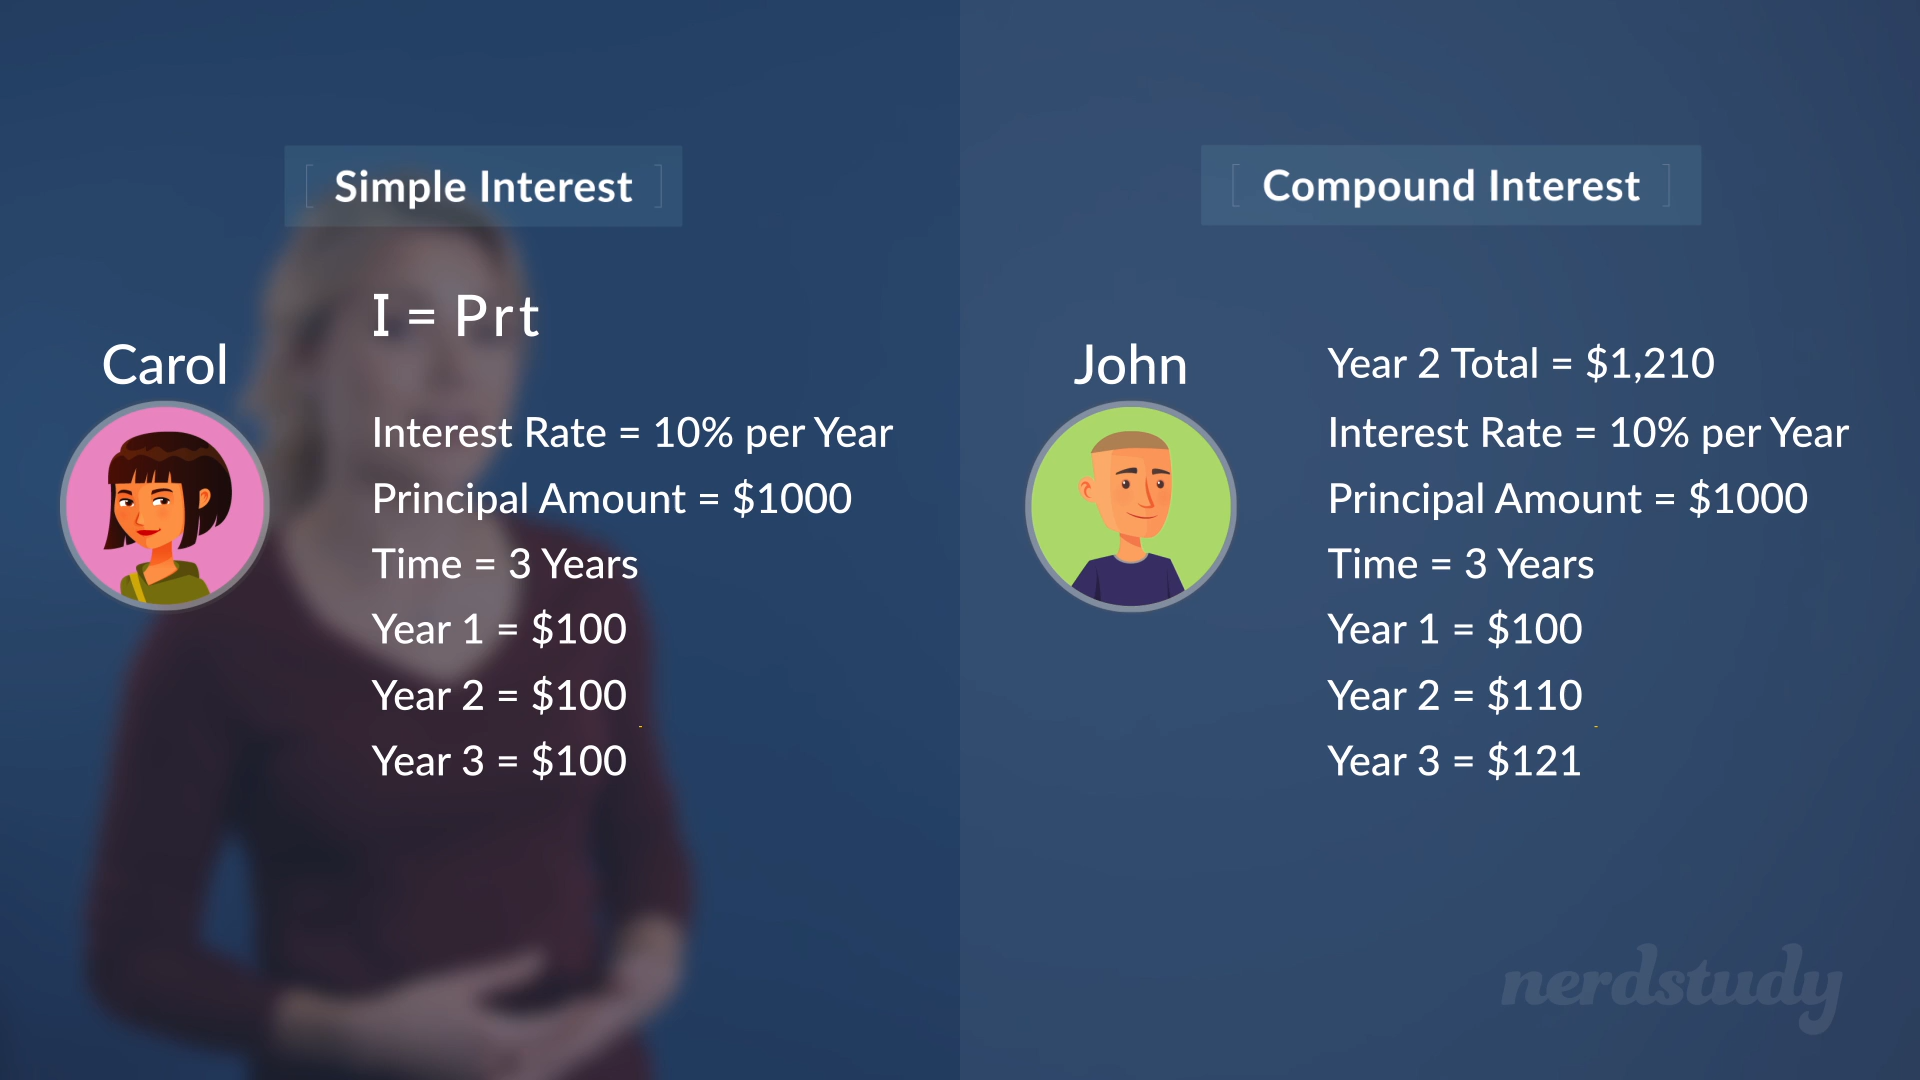 Simple Interest
I = Prt
Carol
Interest Rate = 10% per Year
Principal Amount = $1000
Time = 3 Years
Year 1 = $100
Year 2 = $100
Year 3 = $100
Compound Interest
John
Year 2 Total = $1,210
Interest Rate = 10% per Year
Principal Amount = $1000
Time = 3 Years
Year 1 = $100
Year 2 = $110
Year 3 = $121
nerdstudy